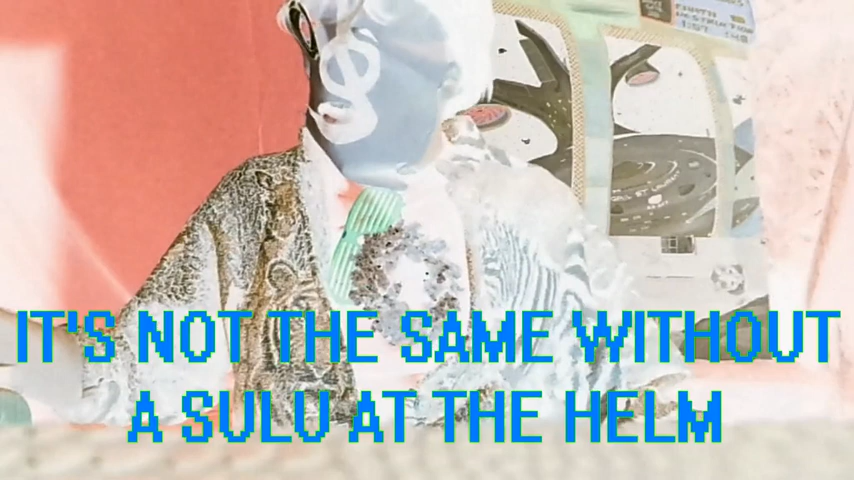 IT'S NOT THE SAME WITHOUT
A SULU AT THE HELM